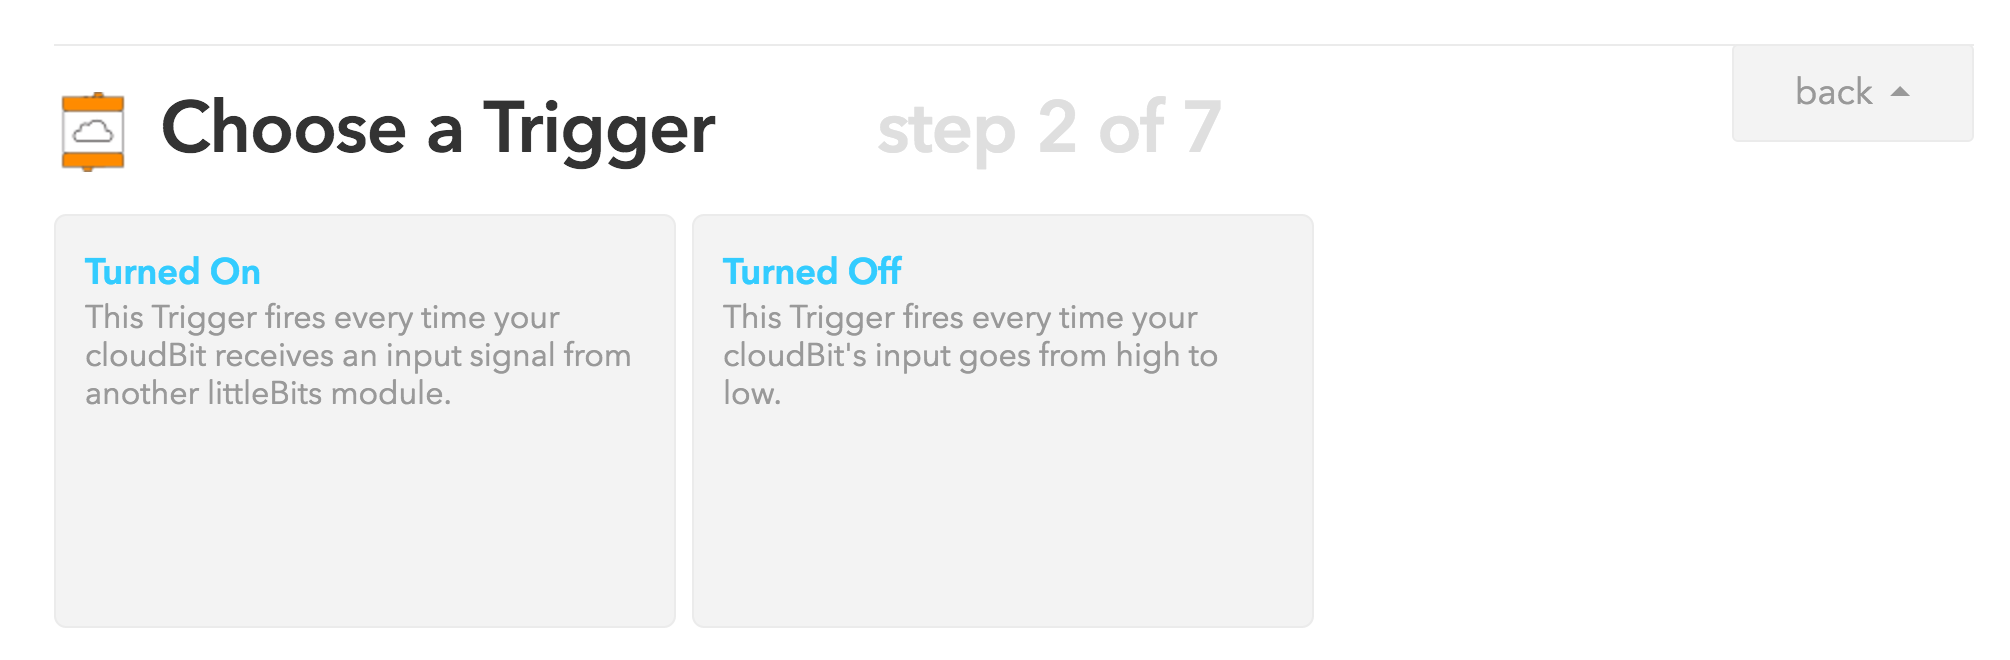 back
Choose a Trigger step 2 of 7
Turned On
This Trigger fires every time your
cloudBit receives an input signal from
another littleBits module.
Turned Off
This Trigger fires every time your
cloudBit's input goes from high to
low.